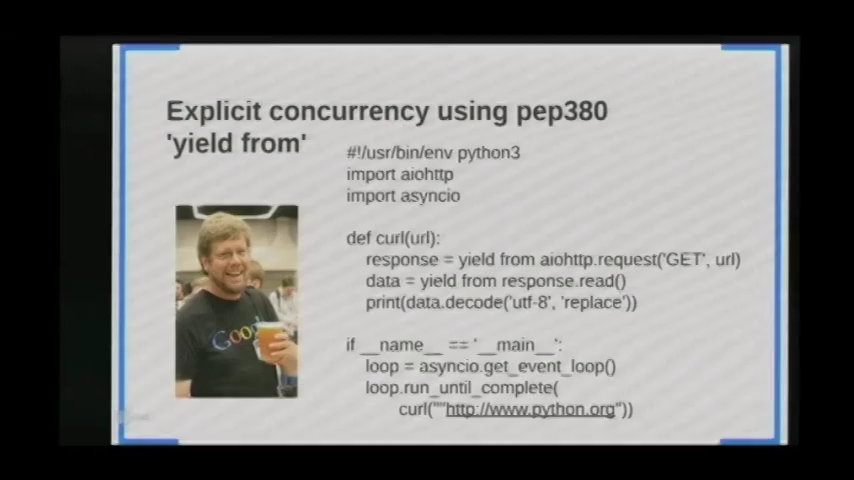 Explicit concurrency using pep380
'yield from'
#!/usr/bin/env python3
import aiohttp
import asyncio
def curl(url):
response = yield from aiohttp.request('GET', url)
data = yield from response.read()
print(data.decode('utf-8', 'replace'))
if __name__ == '__main__':
loop = asyncio.get_event_loop()
loop.run_until_complete(
curl(""http://www.python.org"))
Goo